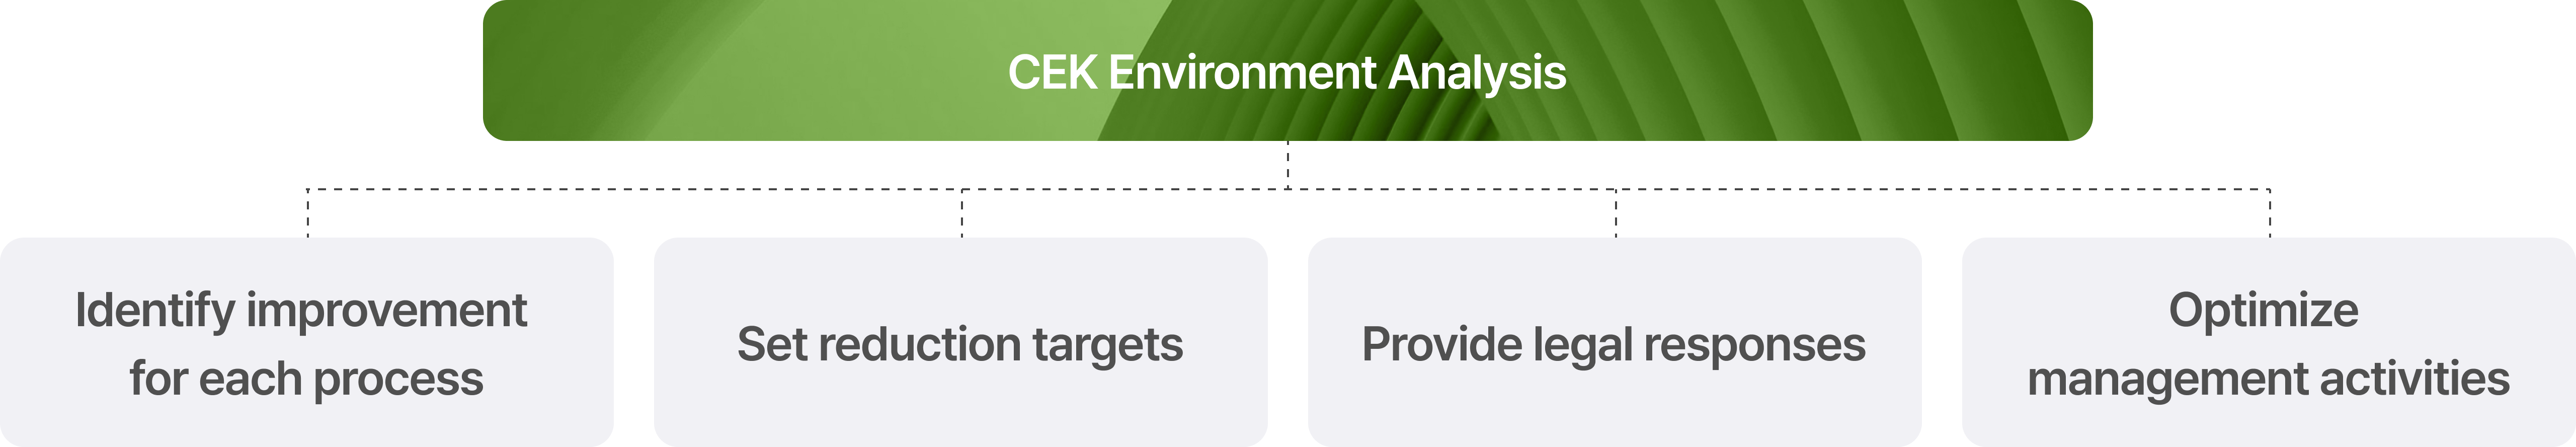 CEK Environment Analysis
Identify improvement
for each process
Set reduction targets
Provide legal responses
Optimize
management activities